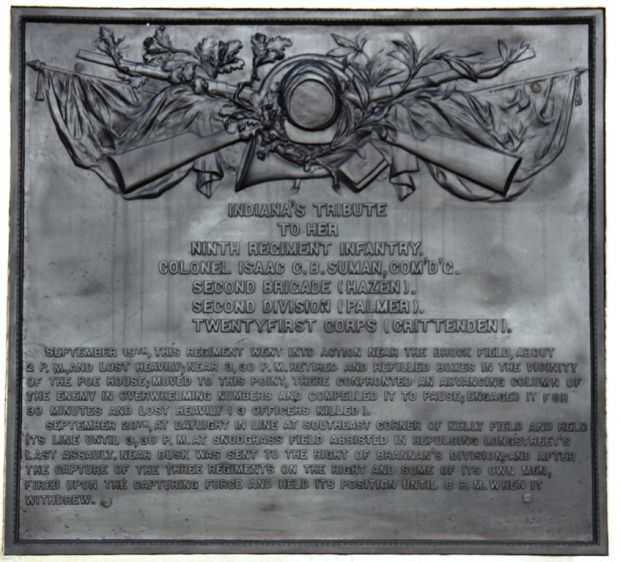 INDIANA'S TRIBUTE
TO HER
NINTH REGIMENT INFANTRY.
COLONEL ISAAC C.B. SUMAN, COM'D'G.
SECOND BRIGADE (HAZEN).
SECOND DIVISION (PALMER).
TWENTYFIRST CORPS (CRITTENDEN).
SEPTEMBER 19TH, THIS REGIMENT WENT INTO ACTION NEAR THE BROCK FIELD, ABOUT
2 P.M., AND LOST HEAVILY; NEAR 3,30 P.M. RETIRED AND REFILLED BOXES IN THE VICINITY
OF THE POE HOUSE; MOVED TO THIS POINT, THERE CONFRONTED AN ADVANCING COLUMN OF
THE ENEMY IN OVERWHELMING NUMBERS AND COMPELLED IT TO PAUSE; ENGAGED IT FOR
30 MINUTES AND LOST HEAVILY (3 OFFICERS KILLED).
SEPTEMBER 20TH, AT DAYLIGHT IN LINE AT SOUTHEAST CORNER OF KELLY FIELD AND HELD
ITS LINE UNTIL 3,30 P.M. AT SNODGRASS FIELD ASSISTED IN REPULSING LONGSTREET'S
LAST ASSAULT, NEAR DUSK WAS SENT TO THE RIGHT OF BRANNAN'S DIVISION, AND AFTER
THE CAPTURE OF THE THREE REGIMENTS ON THE RIGHT AND SOME OF ITS OWN MEN,
FIRED UPON THE CAPTURING FORCE AND HELD ITS POSITION UNTIL 8 P.M. WHEN IT
WITHDREW.